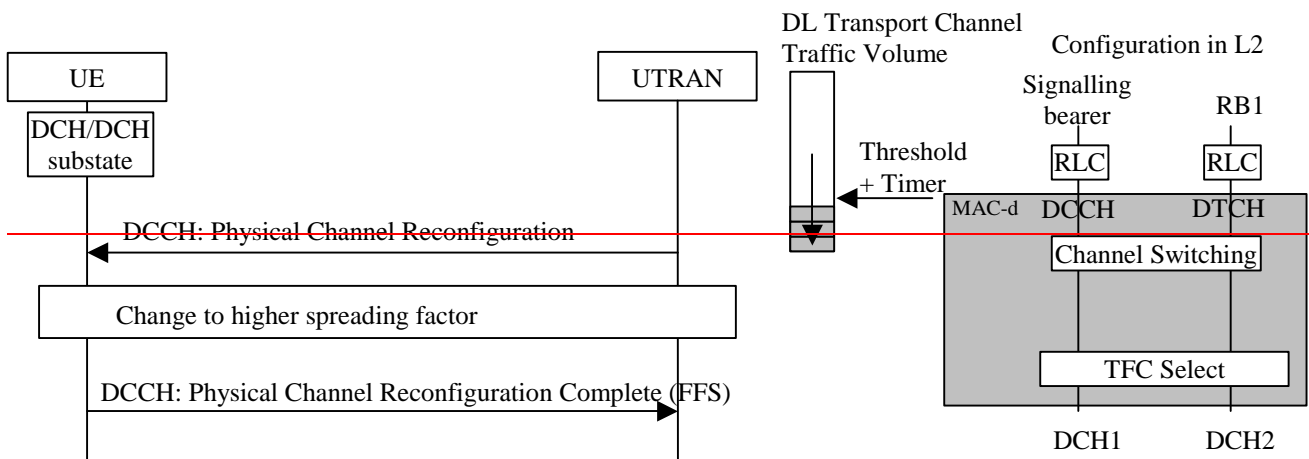 DL Transport Channel
Traffic Volume
Configuration in L2
UE
UTRAN
Signalling
bearer
RB1
DCH/DCH
substate
Threshold
+ Timer
RLC
RLC
MAC-d
DCCH
DTCH
DCCH: Physical Channel Reconfiguration
Channel Switching
Change to higher spreading factor
TFC Select
DCCH: Physical Channel Reconfiguration Complete (FFS)
DCH1
DCH2